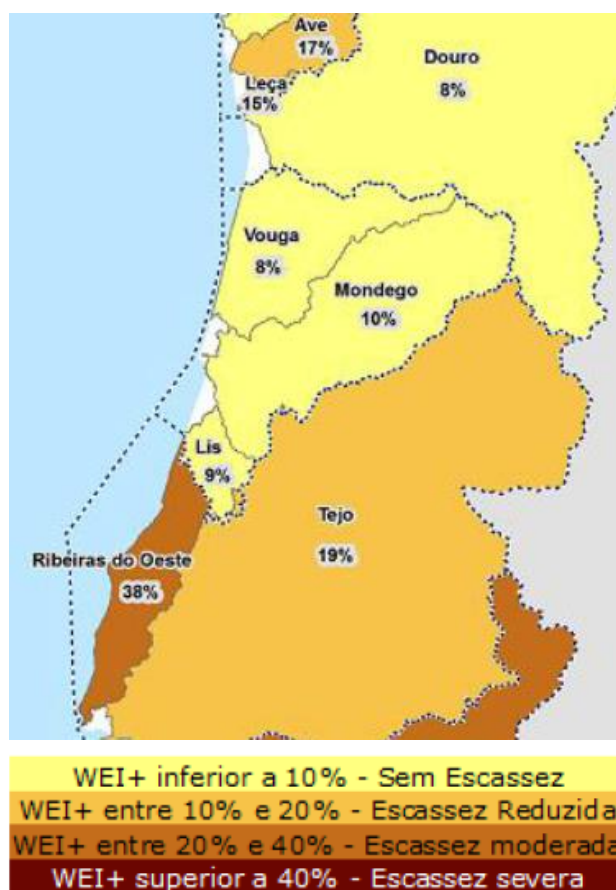 Ave
17%
Douro
8%
Leça
15%
Vouga
8%
Mondego
10%
Lis
9%
Tejo
19%
Ribeiras do Oeste
38%
WEI+ inferior a 10% - Sem Escassez
WEI+ entre 10% e 20% - Escassez Reduzida
WEI+ entre 20% e 40% - Escassez moderada
WEI+ superior a 40% - Escassez severa